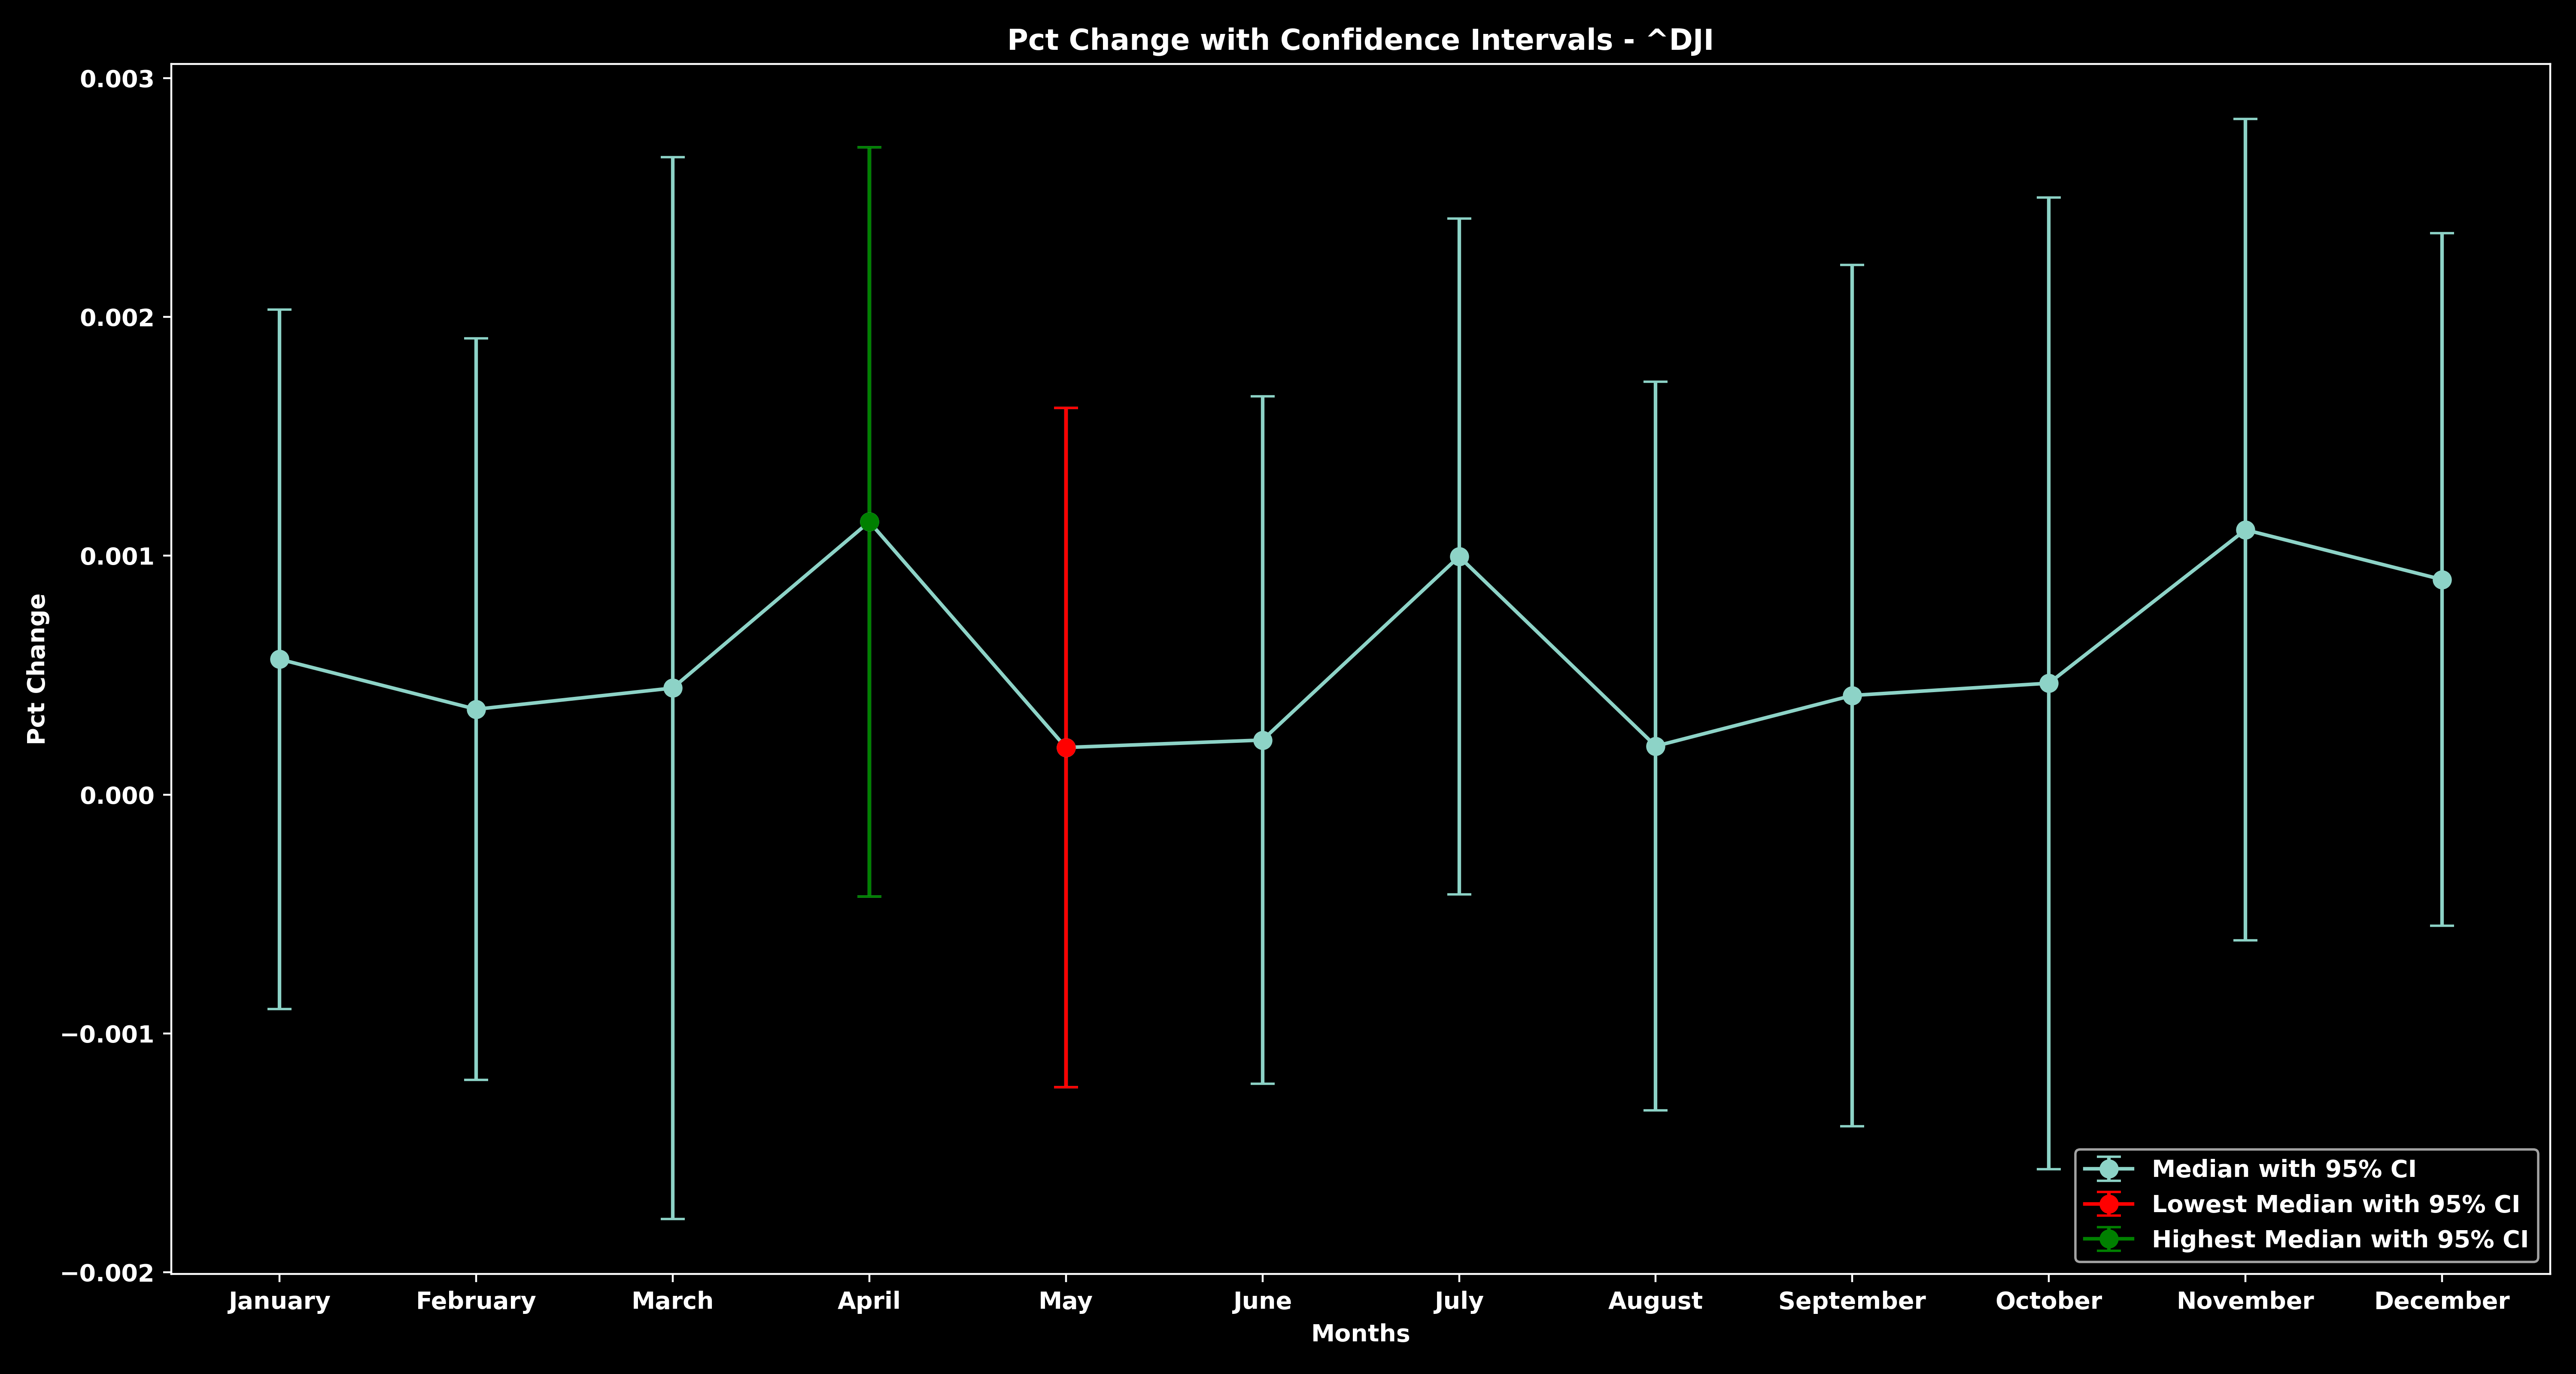 Pct Change with Confidence Intervals - ^DJI
Pct Change
0.003
0.002
0.001
0.000
−0.001
−0.002
January February March April May June July August September October November December
Months
Median with 95% CI
Lowest Median with 95% CI
Highest Median with 95% CI